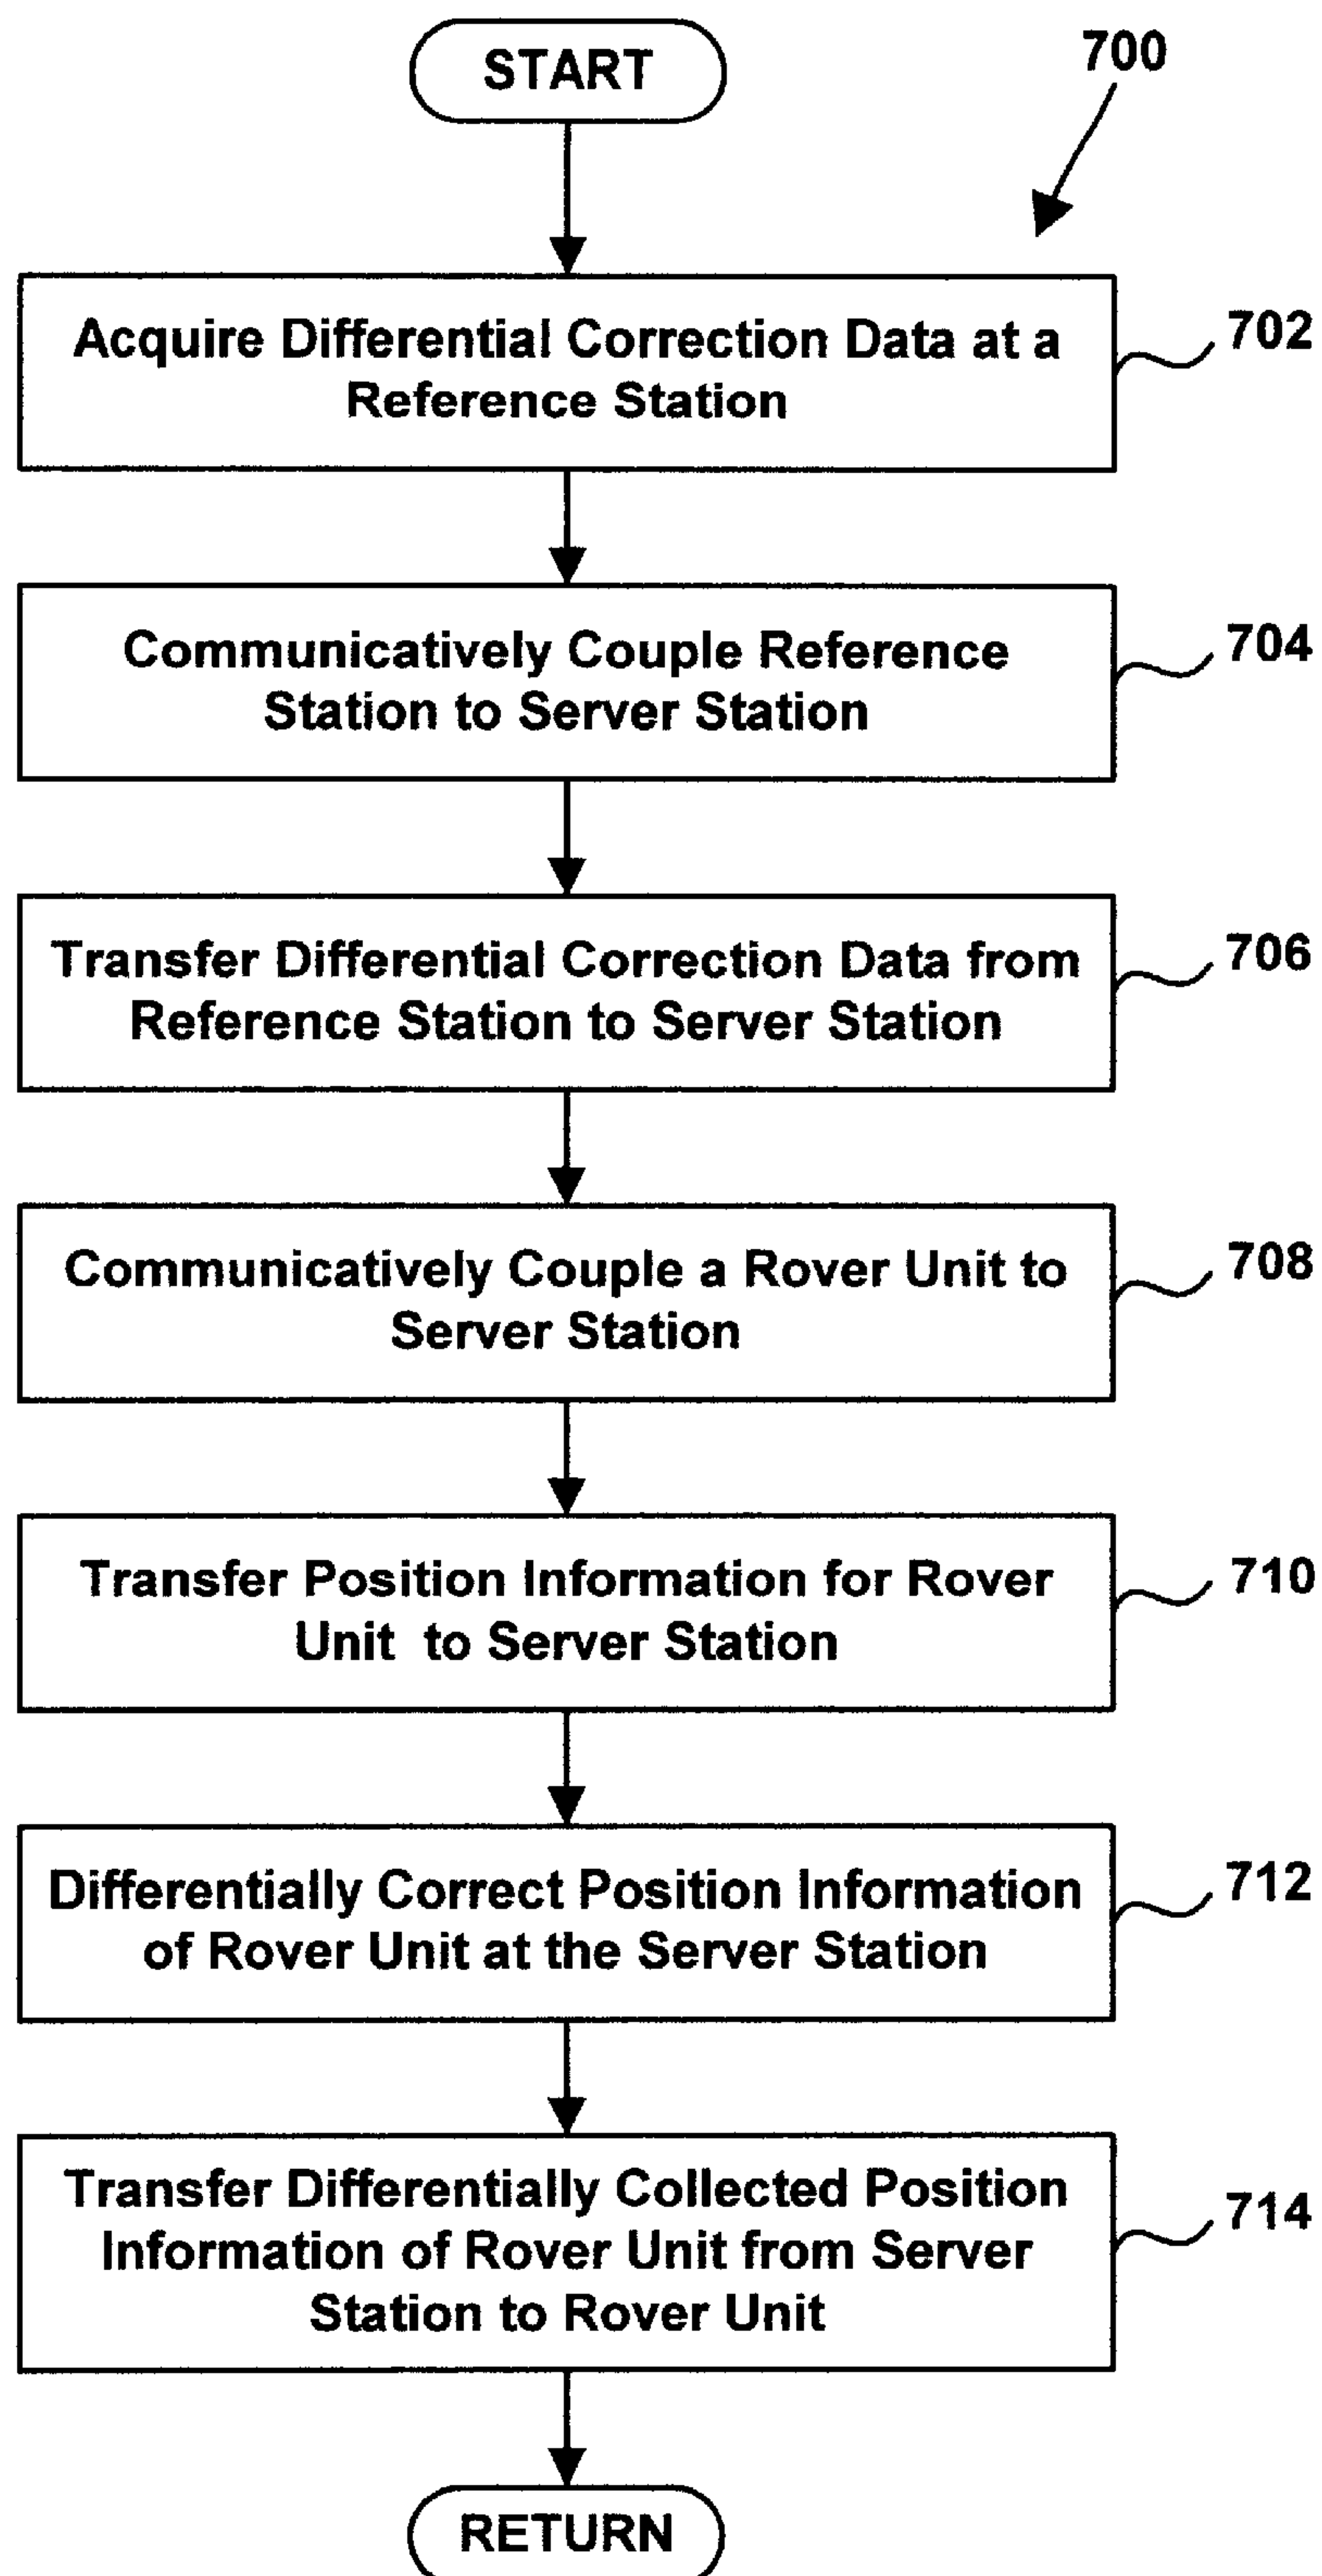 START
700
Acquire Differential Correction Data at a
Reference Station
702
Communicatively Couple Reference
Station to Server Station
704
Transfer Differential Correction Data from
Reference Station to Server Station
706
Communicatively Couple a Rover Unit to
Server Station
708
Transfer Position Information for Rover
Unit to Server Station
710
Differentially Correct Position Information
of Rover Unit at the Server Station
712
Transfer Differentially Collected Position
Information of Rover Unit from Server
Station to Rover Unit
714
RETURN